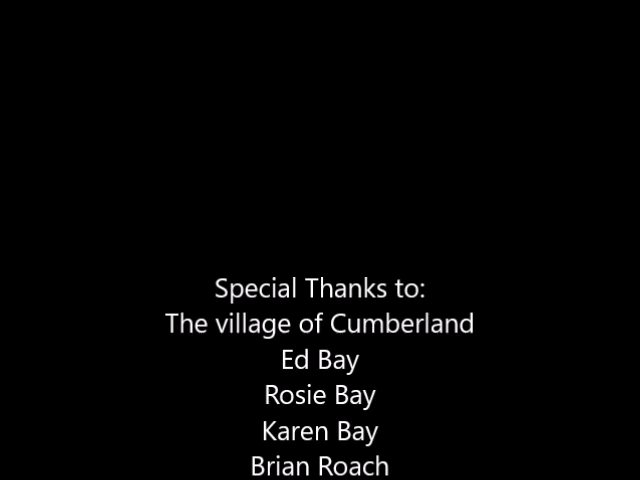 Special Thanks to:
The village of Cumberland
Ed Bay
Rosie Bay
Karen Bay
Brian Roach